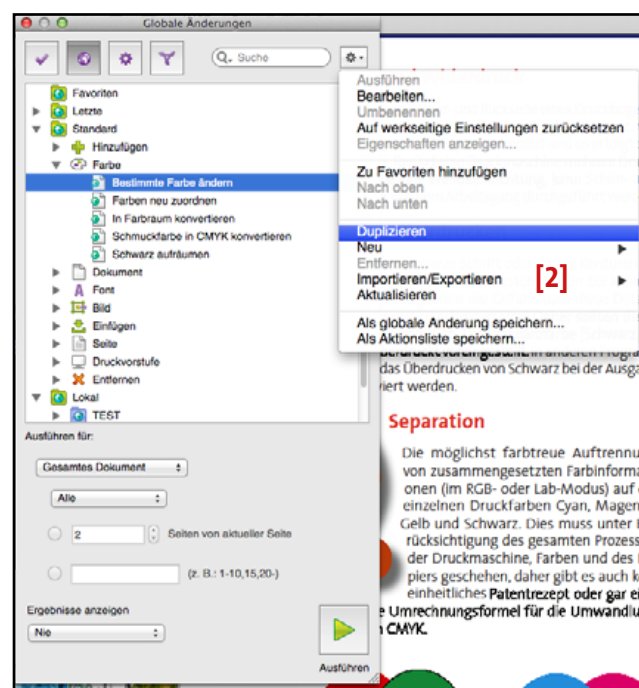 Globale Änderungen
Suche
Favoriten
Letzte
Standard
Hinzufügen
Farbe
Bestimmte Farbe ändern
Farben neu zuordnen
In Farbraum konvertieren
Schmuckfarbe in CMYK konvertieren
Schwarz aufräumen
Dokument
Font
Bild
Einfügen
Seite
Druckvorstufe
Entfernen
Lokal
TEST
Ausführen für:
Gesamtes Dokument
Alle
2 Seiten von aktueller Seite
(z. B.: 1-10,15,20-)
Ergebnisse anzeigen
Nie
Ausführen
Ausführen
Bearbeiten...
Umbenennen
Auf werkseitige Einstellungen zurücksetzen
Eigenschaften anzeigen...
Zu Favoriten hinzufügen
Nach oben
Nach unten
Duplizieren
Neu
Entfernen...
Importieren/Exportieren
[2]
Aktualisieren
Als globale Änderung speichern...
Als Aktionsliste speichern...
das Überdrucken von Schwarz bei der Ausga
viert werden.
Separation
Die möglichst farbtreue Auftrennu
von zusammengesetzten Farbinforma
onen (im RGB- oder Lab-Modus) auf
einzelnen Druckfarben Cyan, Magen
Gelb und Schwarz. Dies muss unter
rücksichtigung des gesamten Prozess
der Druckmaschine, Farben und des
piers geschehen, daher gibt es auch k
einheitliches Patentrezept oder gar ei
e Umrechnungsformel für die Umwandlu
n CMYK.